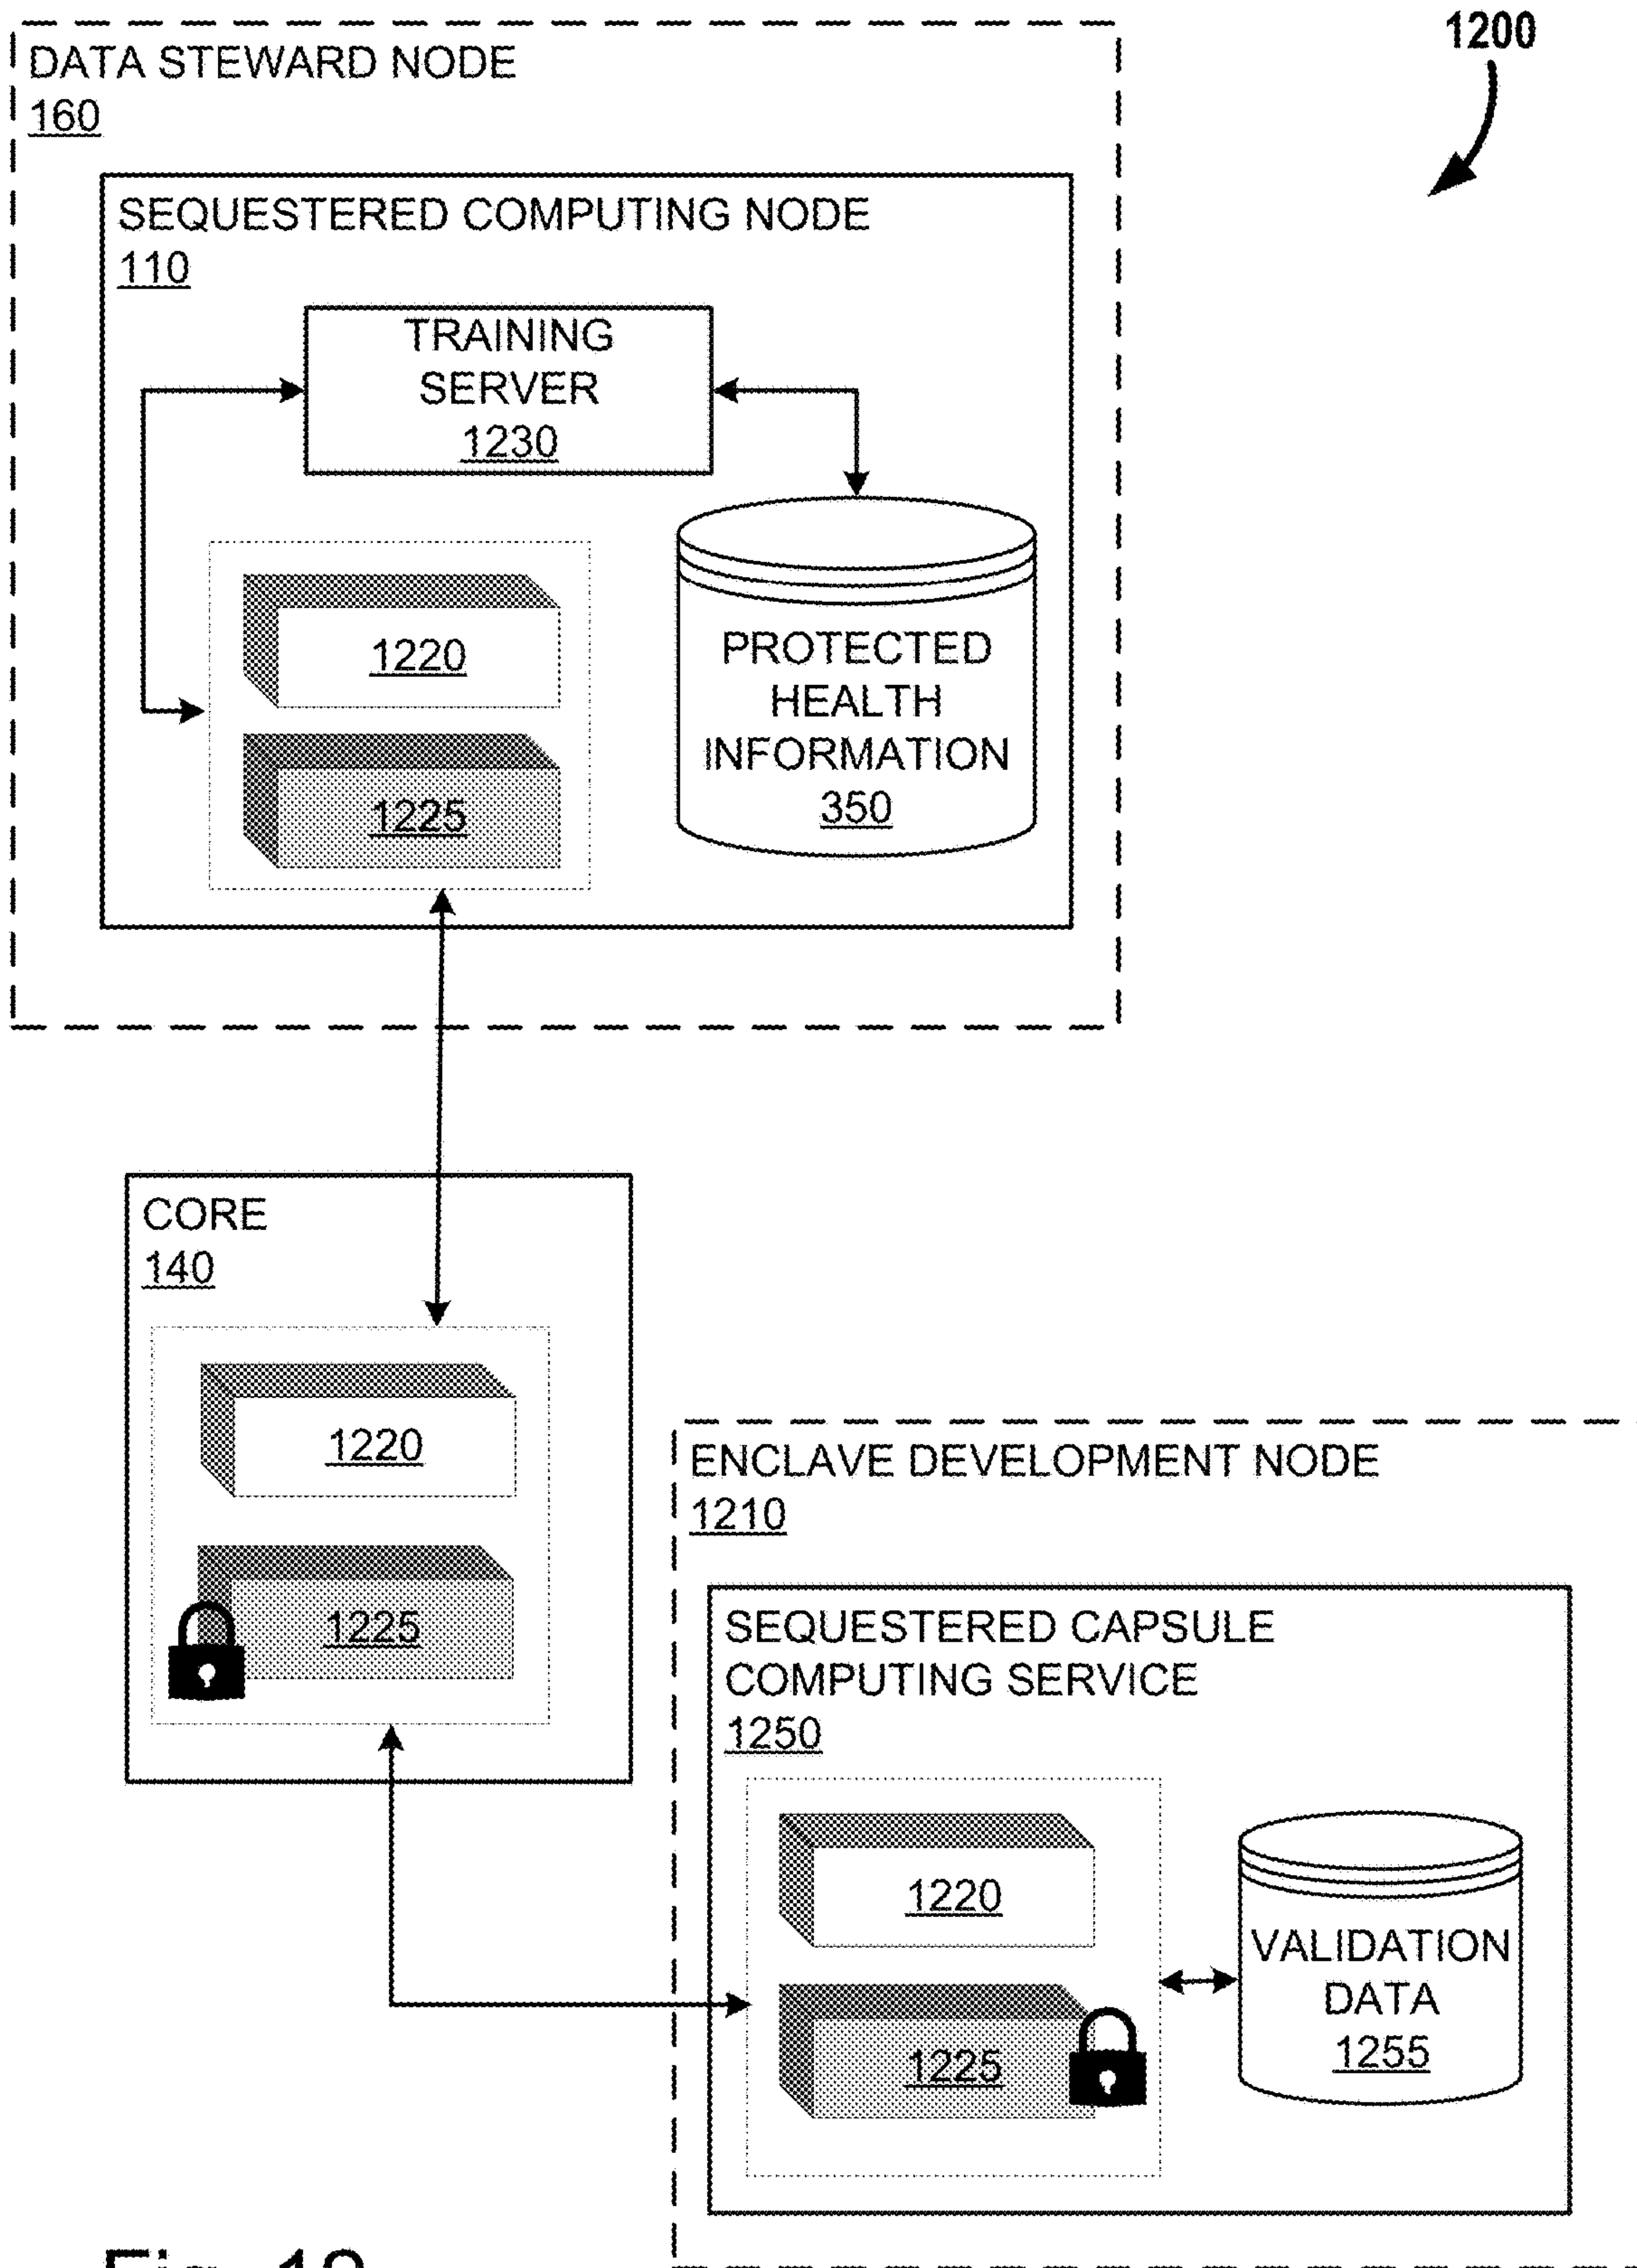 1200
DATA STEWARD NODE
160
SEQUESTERED COMPUTING NODE
110
TRAINING
SERVER
1230
1220
1225
PROTECTED
HEALTH
INFORMATION
350
CORE
140
1220
1225
ENCLAVE DEVELOPMENT NODE
1210
SEQUESTERED CAPSULE
COMPUTING SERVICE
1250
1220
1225
VALIDATION
DATA
1255